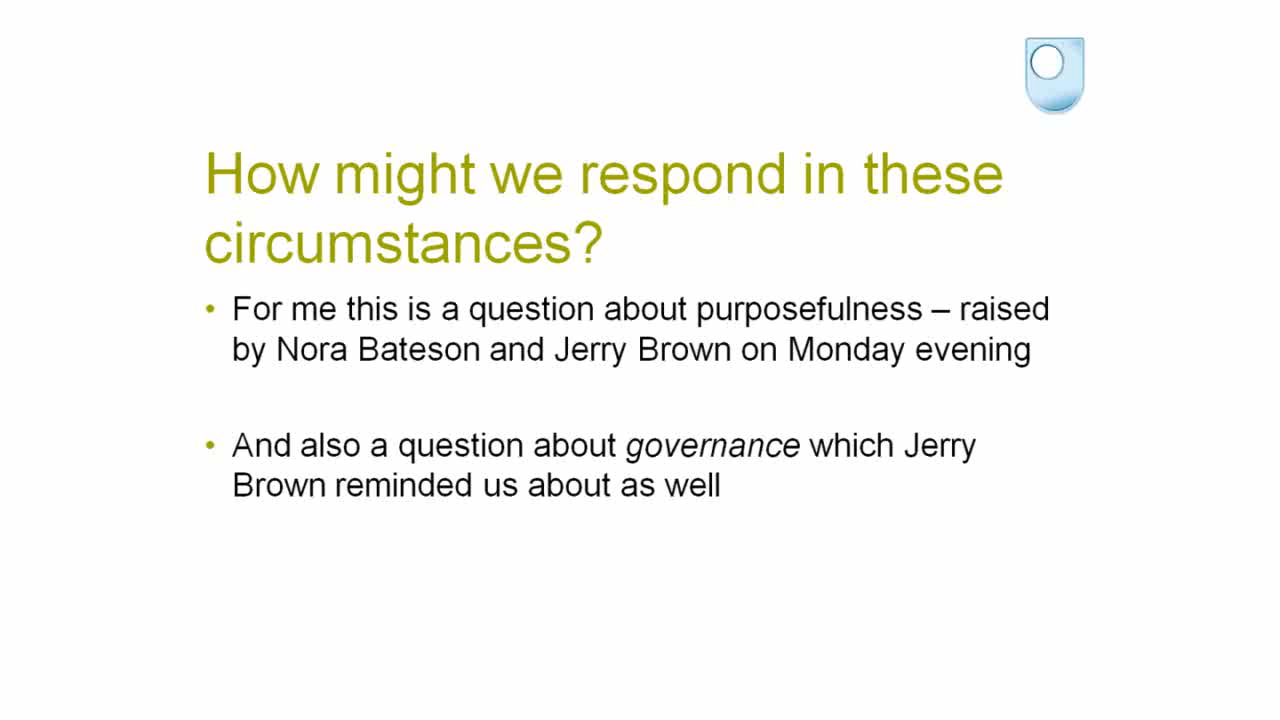 How might we respond in these
circumstances?
• For me this is a question about purposefulness – raised
by Nora Bateson and Jerry Brown on Monday evening
• And also a question about governance which Jerry
Brown reminded us about as well